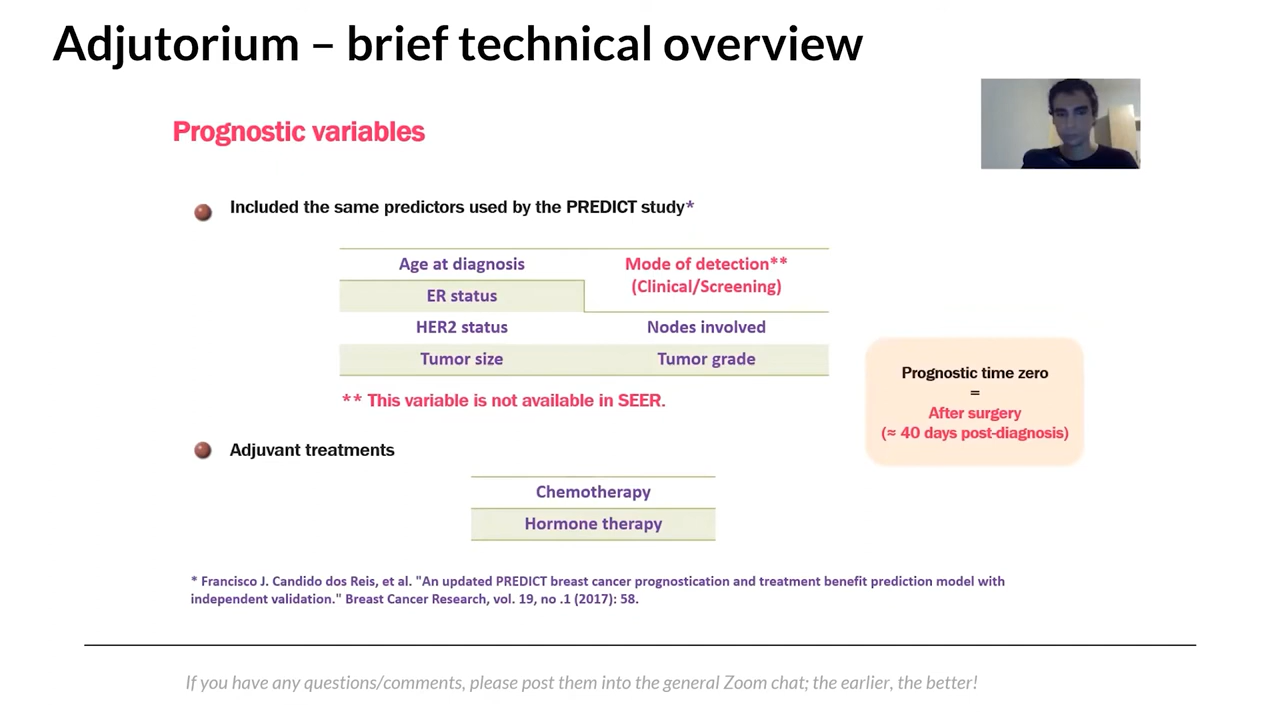 Adjutorium – brief technical overview
Prognostic variables
Included the same predictors used by the PREDICT study*
Age at diagnosis
Mode of detection**
(Clinical/Screening)
ER status
HER2 status
Nodes involved
Tumor size
Tumor grade
** This variable is not available in SEER.
Prognostic time zero
=
After surgery
(≈ 40 days post-diagnosis)
Adjuvant treatments
Chemotherapy
Hormone therapy
* Francisco J. Candido dos Reis, et al. "An updated PREDICT breast cancer prognostication and treatment benefit prediction model with
independent validation." Breast Cancer Research, vol. 19, no .1 (2017): 58.
If you have any questions/comments, please post them into the general Zoom chat; the earlier, the better!